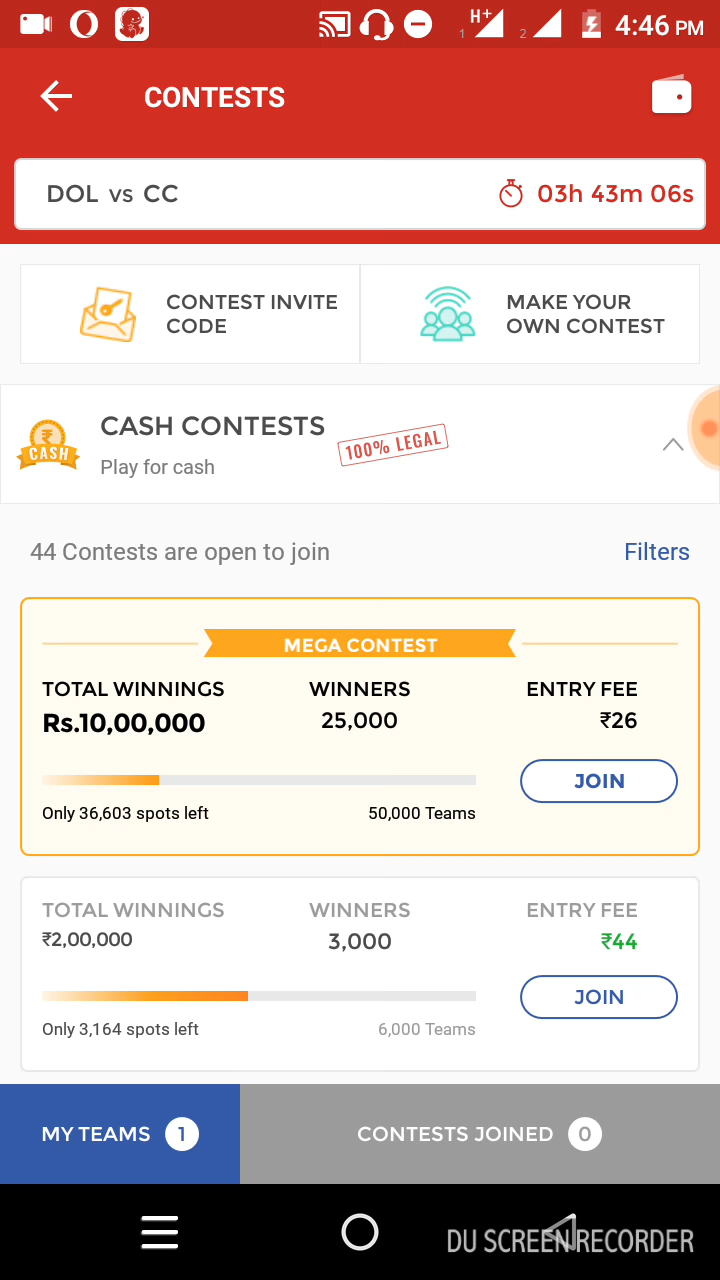 H+
1
2
4:46 PM
CONTESTS
DOL vs CC
03h 43m 06s
CONTEST INVITE
CODE
MAKE YOUR
OWN CONTEST
CASH
CASH CONTESTS
100% LEGAL
Play for cash
44 Contests are open to join
Filters
MEGA CONTEST
TOTAL WINNINGS
WINNERS
ENTRY FEE
Rs.10,00,000
25,000
₹26
JOIN
Only 36,603 spots left
50,000 Teams
TOTAL WINNINGS
WINNERS
ENTRY FEE
₹2,00,000
3,000
₹44
JOIN
Only 3,164 spots left
6,000 Teams
MY TEAMS 1
CONTESTS JOINED 0
DU SCREEN RECORDER